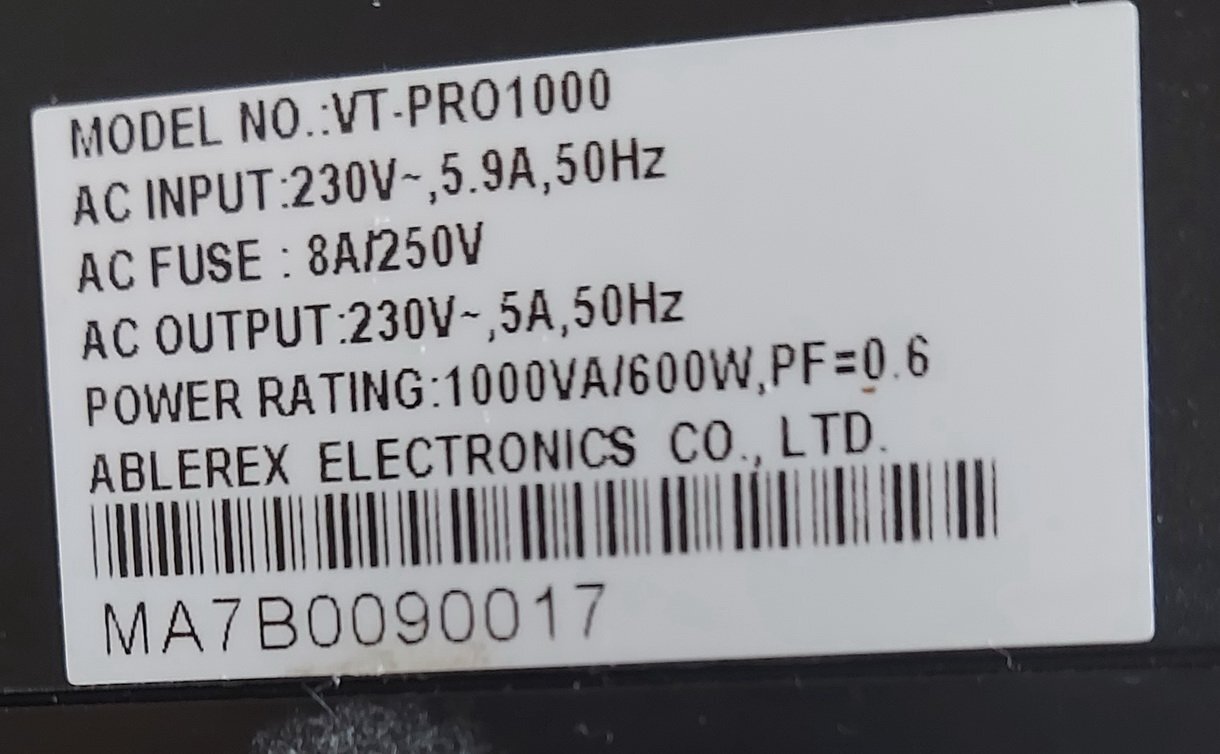 MODEL NO.:VT-PRO1000
AC INPUT:230V~,5.9A,50Hz
AC FUSE : 8A/250V
AC OUTPUT:230V~,5A,50Hz
POWER RATING:1000VA/600W,PF=0.6
ABLEREX ELECTRONICS CO., LTD.
MA7B0090017